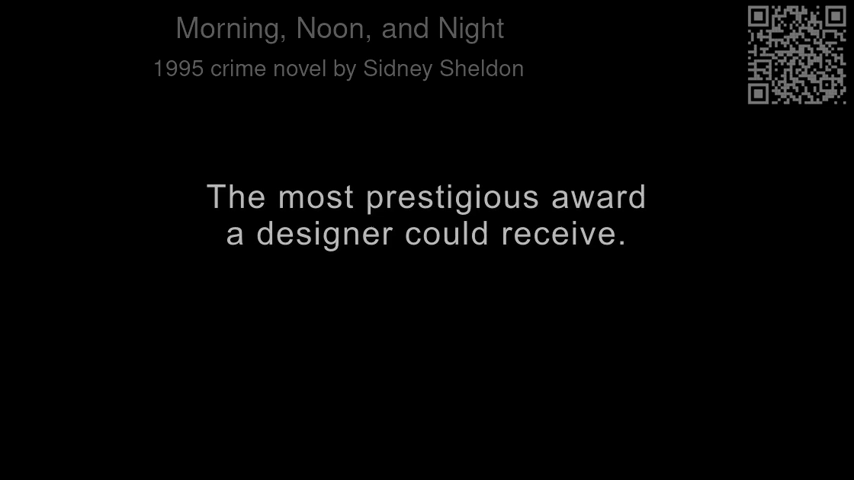 Morning, Noon, and Night
1995 crime novel by Sidney Sheldon
The most prestigious award
a designer could receive.